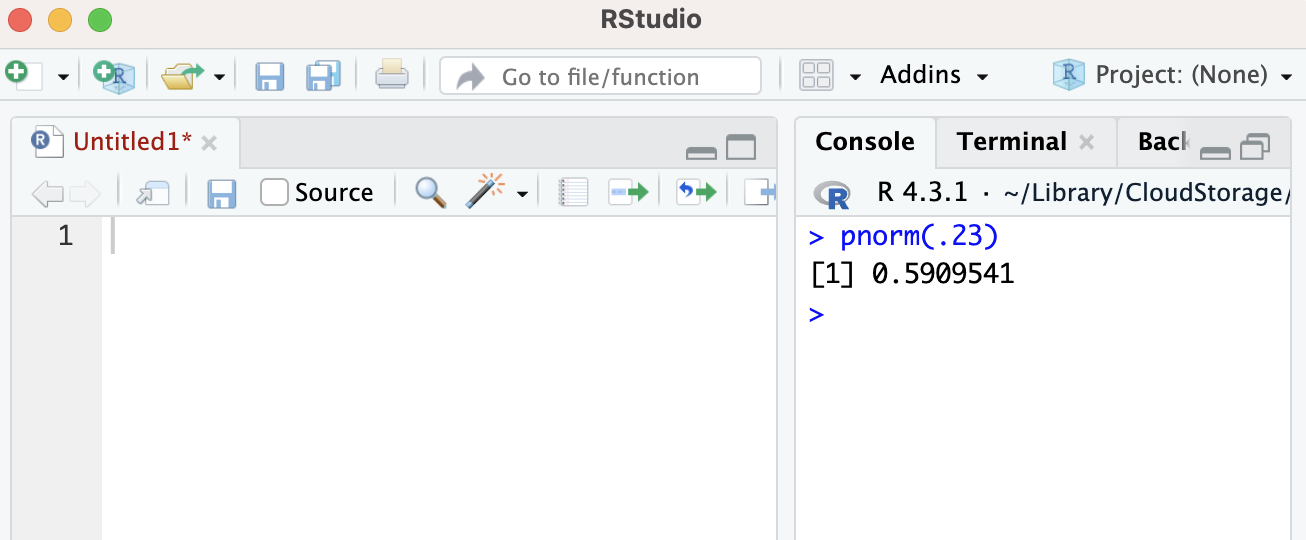 RStudio
Go to file/function
Addins
Project: (None)
Untitled1*
Source
1
Console Terminal
R 4.3.1 · ~/Library/CloudStorage/
> pnorm(.23)
[1] 0.5909541
>